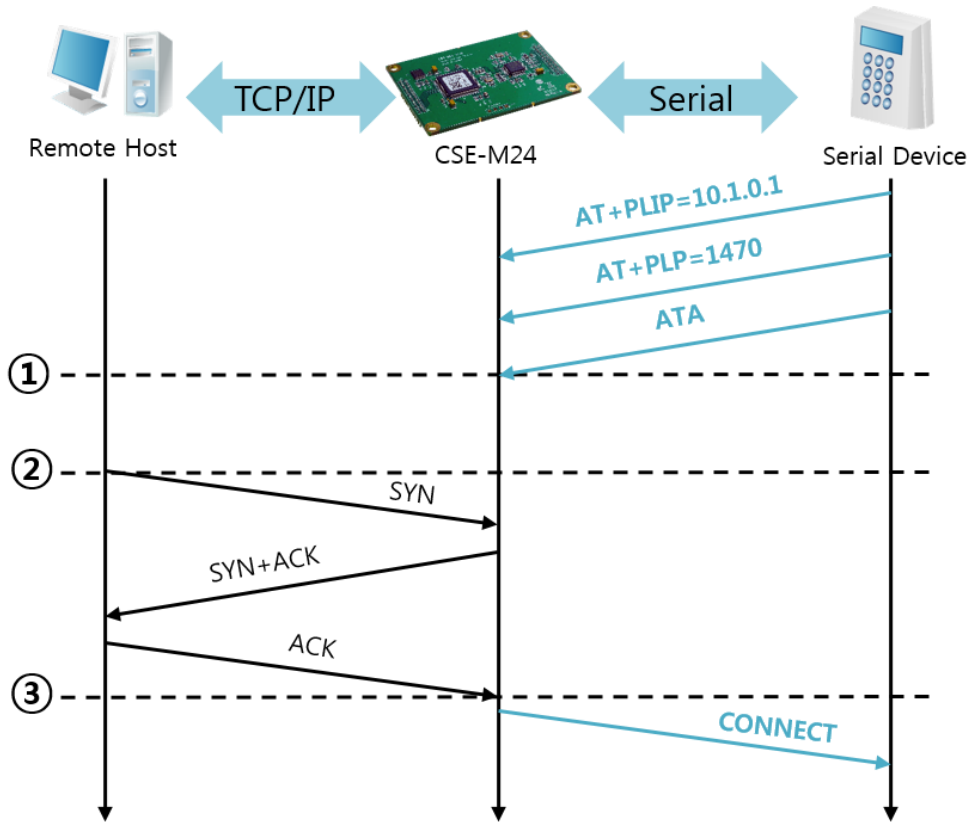 TCP/IP
Serial
Remote Host
CSE-M24
Serial Device
AT+PLIP=10.1.0.1
AT+PLP=1470
ATA
①
②
SYN
SYN+ACK
ACK
③
CONNECT